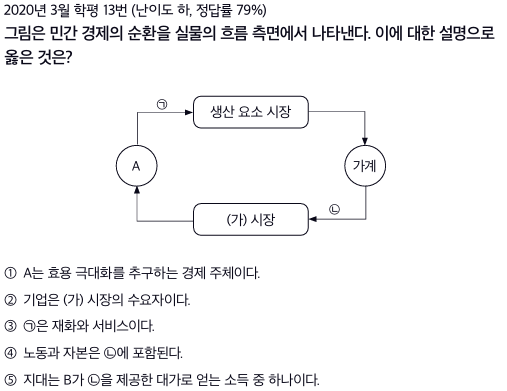 2020년 3월 학평 13번 (난이도 하, 정답률 79%)
그림은 민간 경제의 순환을 실물의 흐름 측면에서 나타낸다. 이에 대한 설명으로
옳은 것은?
㉠
생산 요소 시장
A
가계
㉡
(가) 시장
① A는 효용 극대화를 추구하는 경제 주체이다.
② 기업은 (가) 시장의 수요자이다.
③ ㉠은 재화와 서비스이다.
④ 노동과 자본은 ㉡에 포함된다.
⑤ 지대는 B가 ㉡을 제공한 대가로 얻는 소득 중 하나이다.